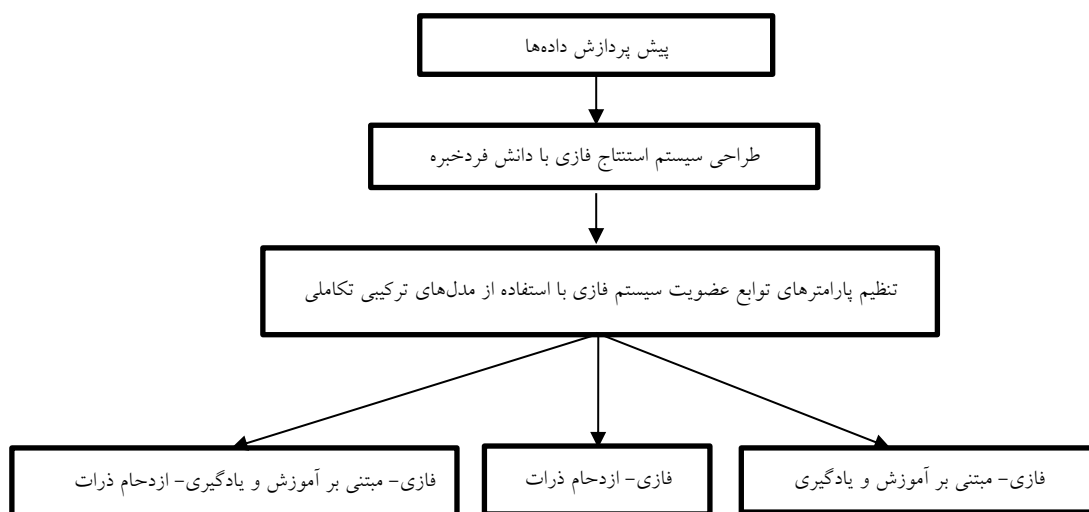 پیش پردازش داده‌ها
طراحی سیستم استنتاج فازی با دانش فردخبره
تنظیم پارامترهای توابع عضویت سیستم فازی با استفاده از مدل‌های ترکیبی تکاملی
فازی- مبتنی بر آموزش و یادگیری
فازی- ازدحام ذرات
فازی- مبتنی بر آموزش و یادگیری- ازدحام ذرات